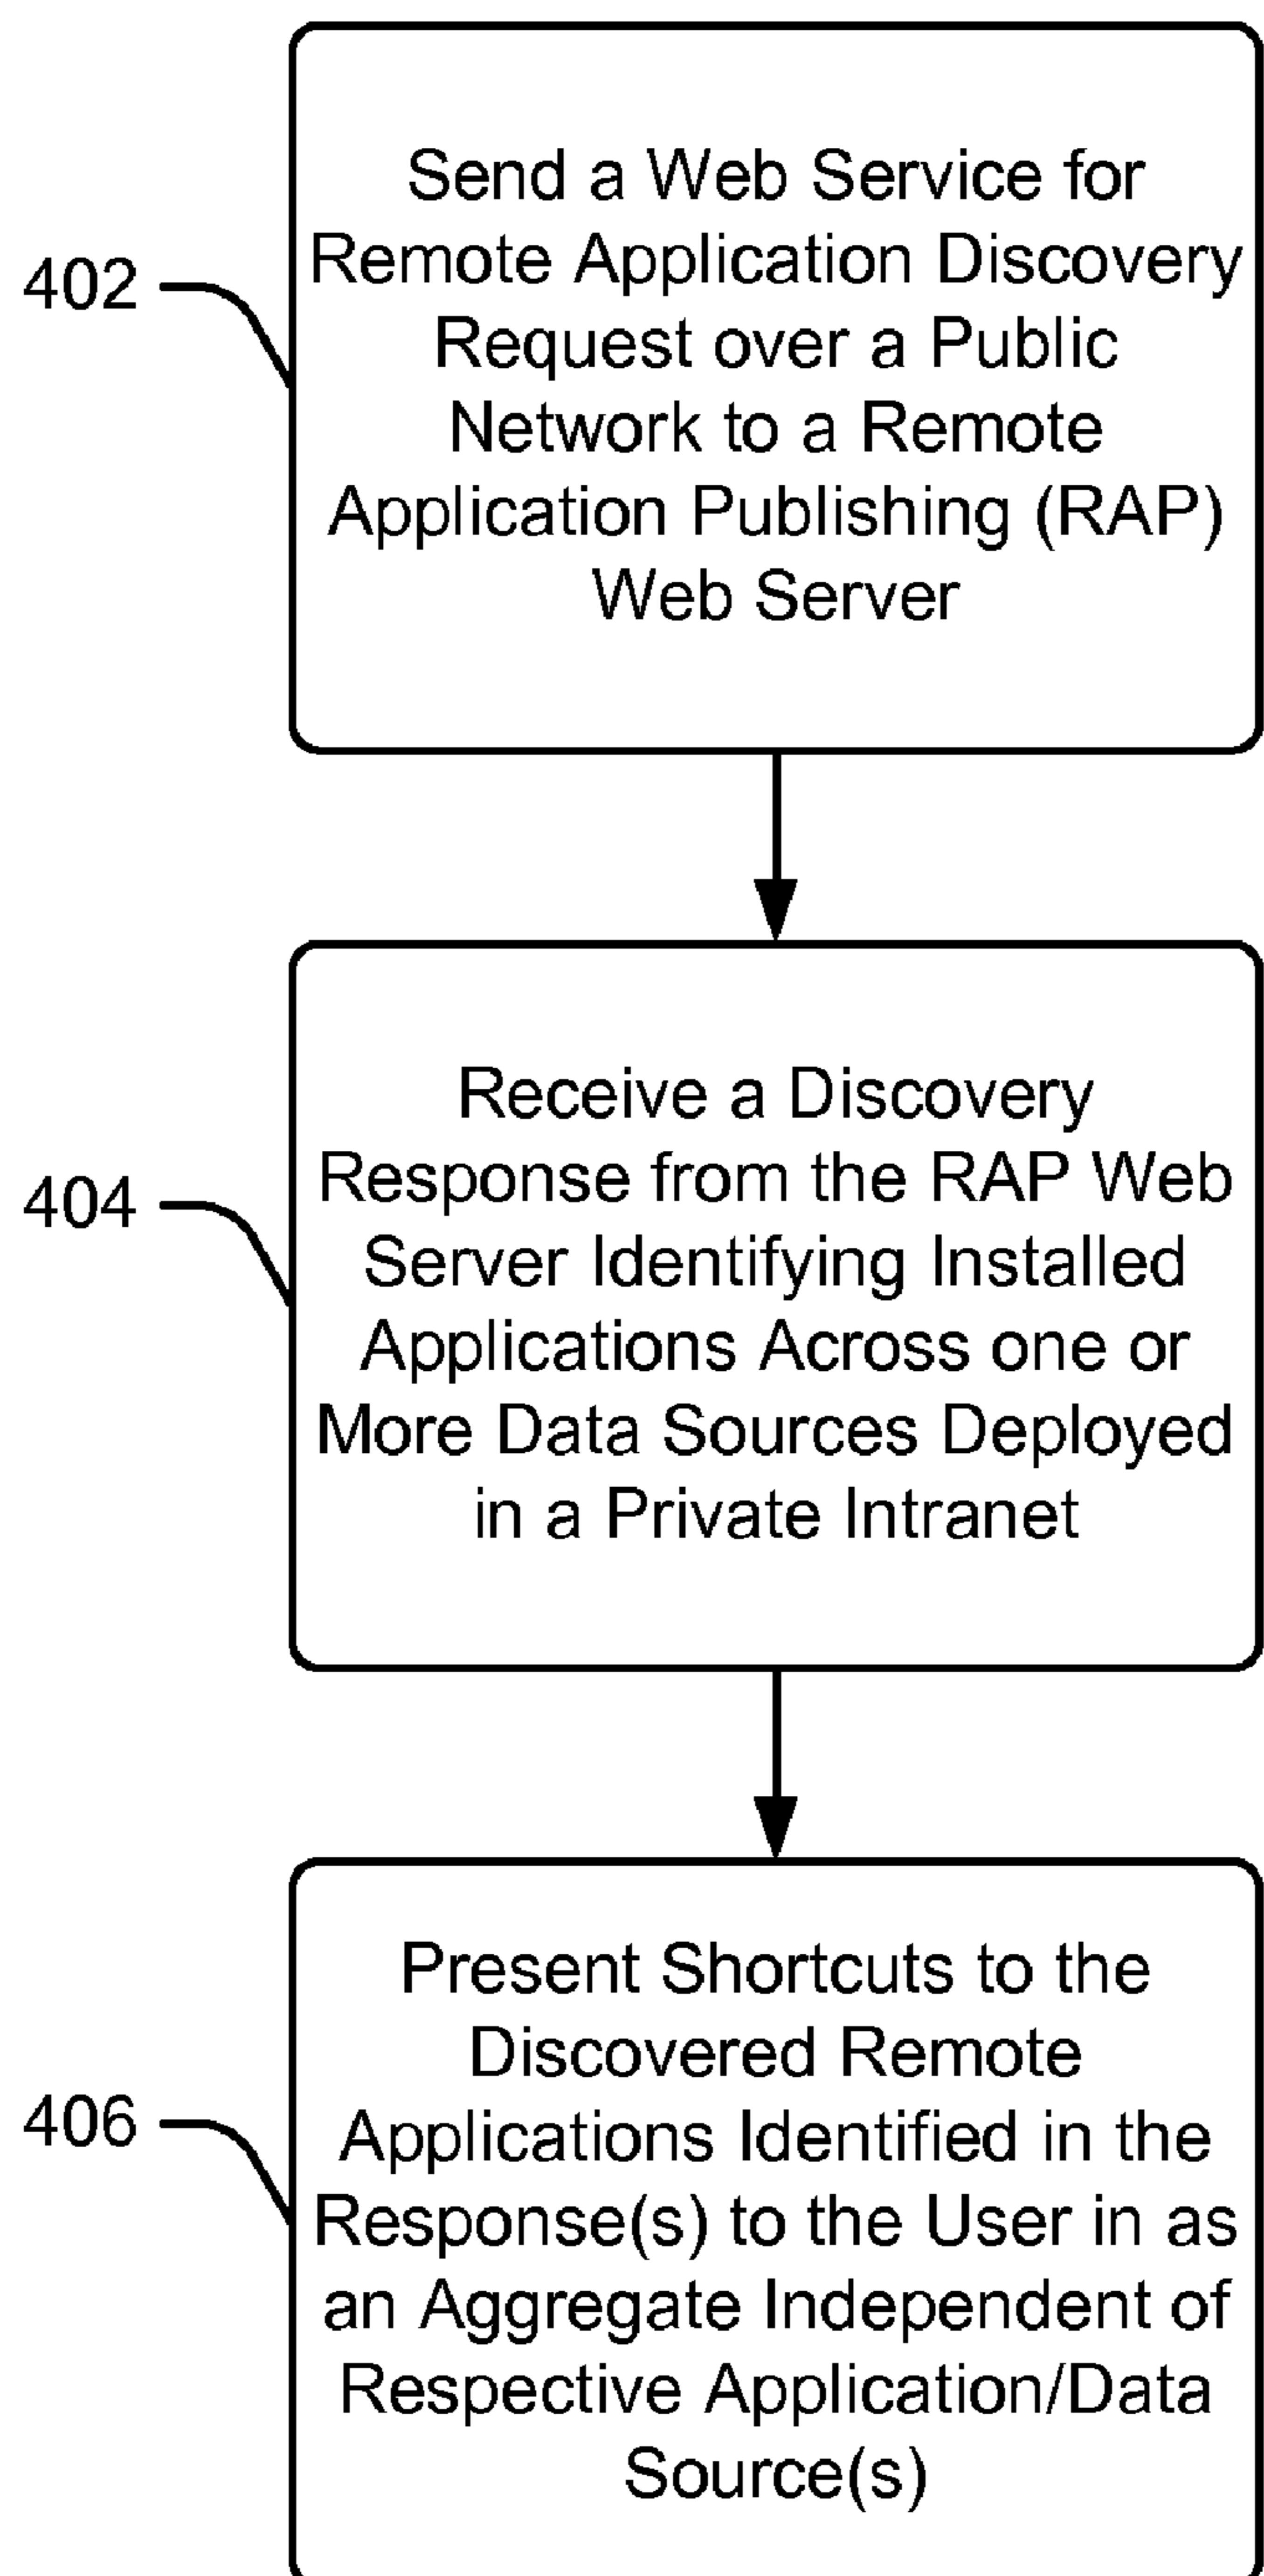 Send a Web Service for
Remote Application Discovery
402
Request over a Public
Network to a Remote
Application Publishing (RAP)
Web Server
Receive a Discovery
Response from the RAP Web
404
Server Identifying Installed
Applications Across one or
More Data Sources Deployed
in a Private Intranet
Present Shortcuts to the
Discovered Remote
406
Applications Identified in the
Response(s) to the User in as
an Aggregate Independent of
Respective Application/Data
Source(s)